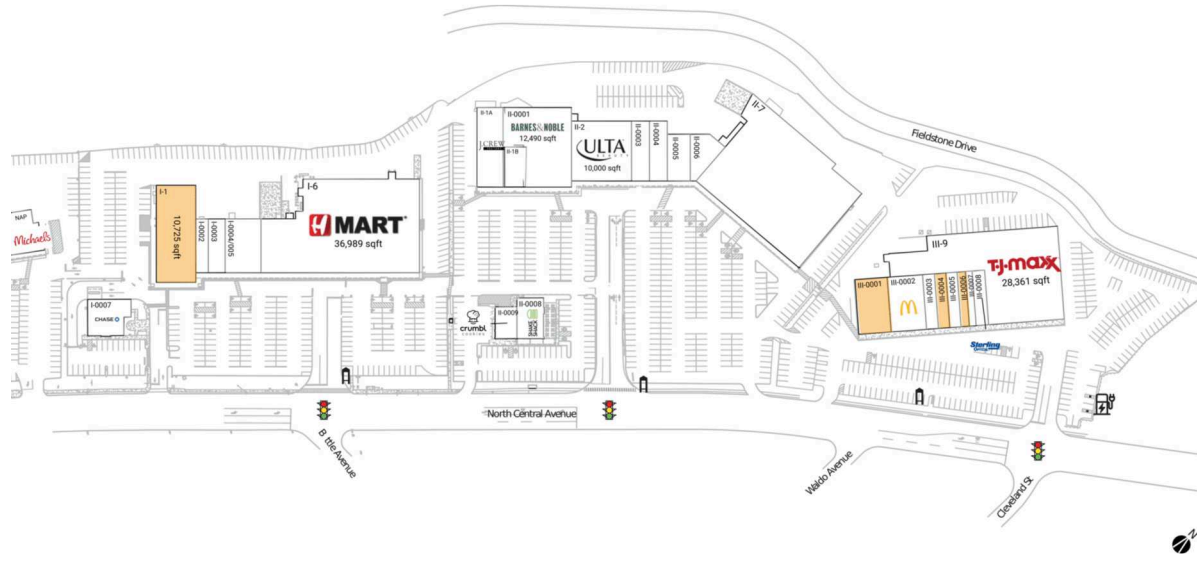 NAP
Michaels
I-0007
CHASE
I-1
10,725 sqft
I-0002
I-0003
I-0004/005
I-6
H MART
36,989 sqft
II-1A
J.CREW
II-0001
BARNES&NOBLE
12,490 sqft
II-1B
II-2
ULTA
BEAUTY
10,000 sqft
II-0003
II-0004
II-0005
II-0006
II-7
Fieldstone Drive
crumbl
cookies
II-0009
II-0008
SHAKE
SHACK
III-9
T.J.maxx
28,361 sqft
III-0001
III-0002
III-0003
III-0004
III-0005
III-0006
III-0007
III-0008
Sterling
North Central Avenue
B ttle Avenue
Waldo Avenue
Cleveland St
N